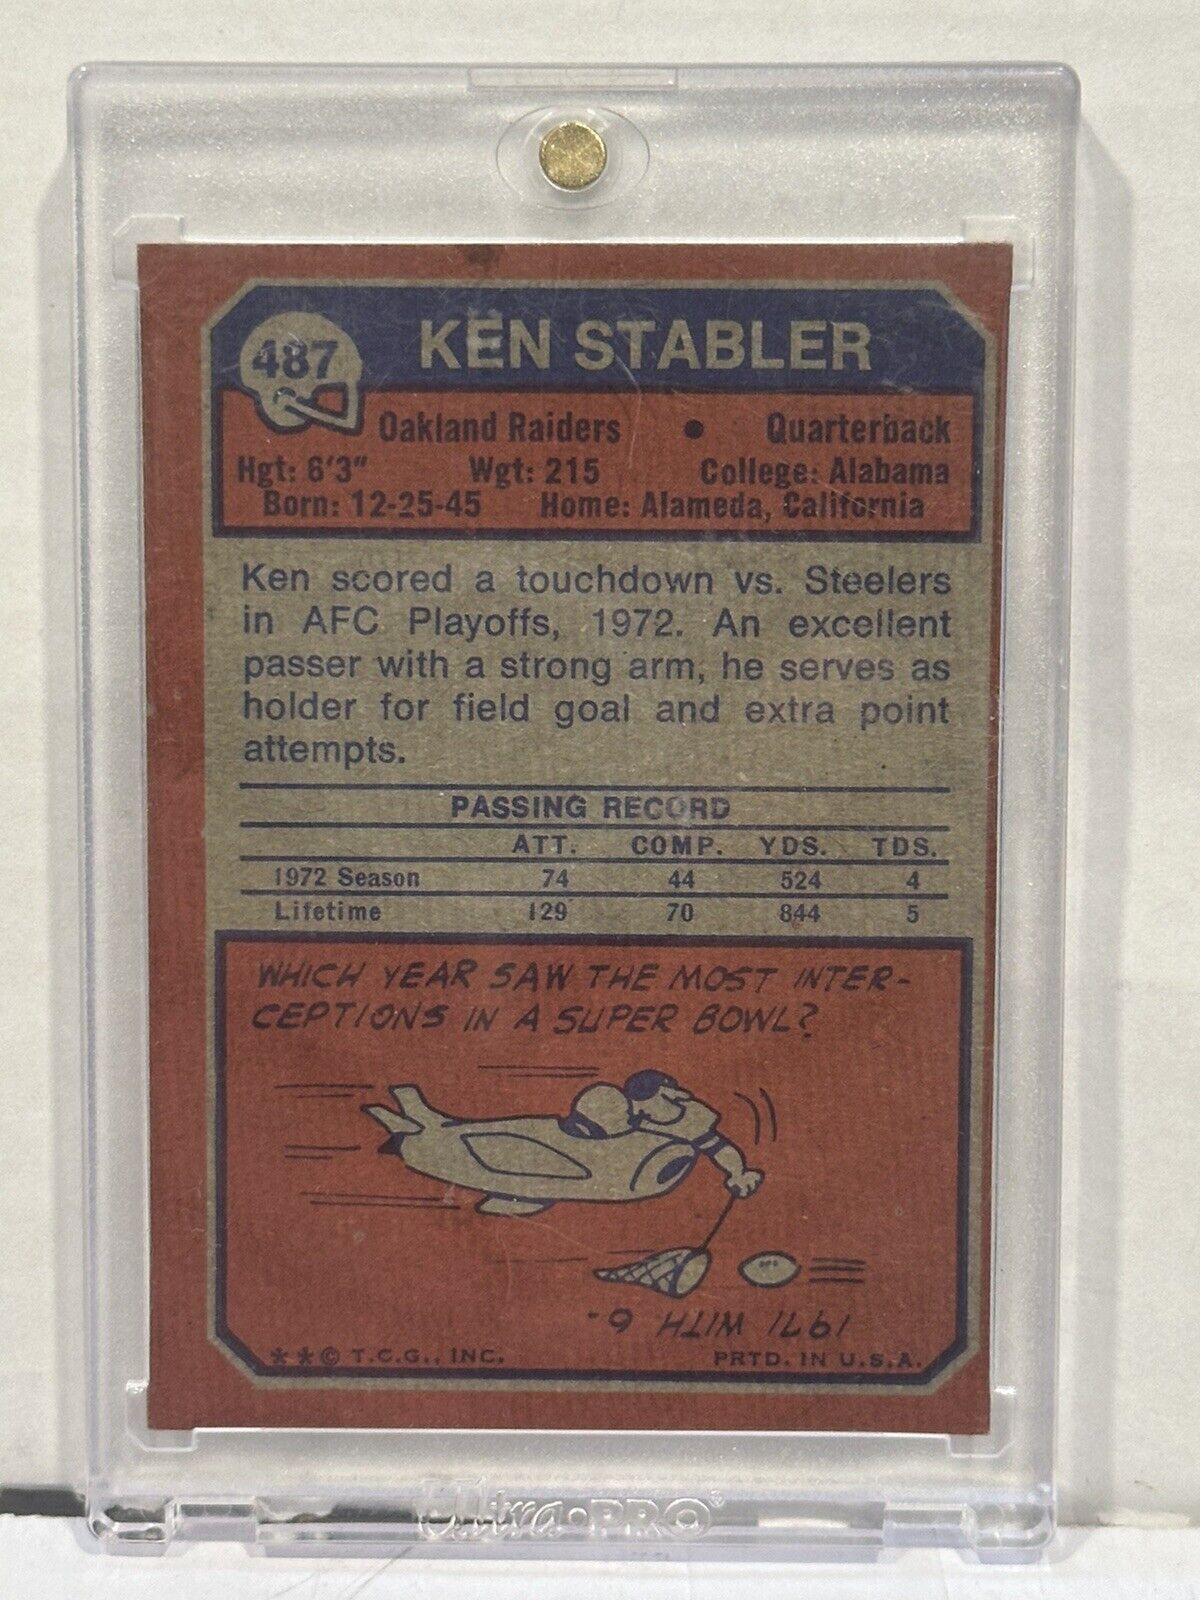 487
KEN STABLER
Oakland Raiders • Quarterback
Hgt: 6'3" Wgt: 215 College: Alabama
Born: 12-25-45 Home: Alameda, California
Ken scored a touchdown vs. Steelers
in AFC Playoffs, 1972. An excellent
passer with a strong arm, he serves as
holder for field goal and extra point
attempts.
PASSING RECORD
ATT. COMP. YDS. TDS.
1972 Season 74 44 524 4
Lifetime 129 70 844 5
WHICH YEAR SAW THE MOST INTER-
CEPTIONS IN A SUPER BOWL?
1971 WITH 6-
**© T.C.G., INC. PRTD. IN U.S.A.
Ultra•PRO®